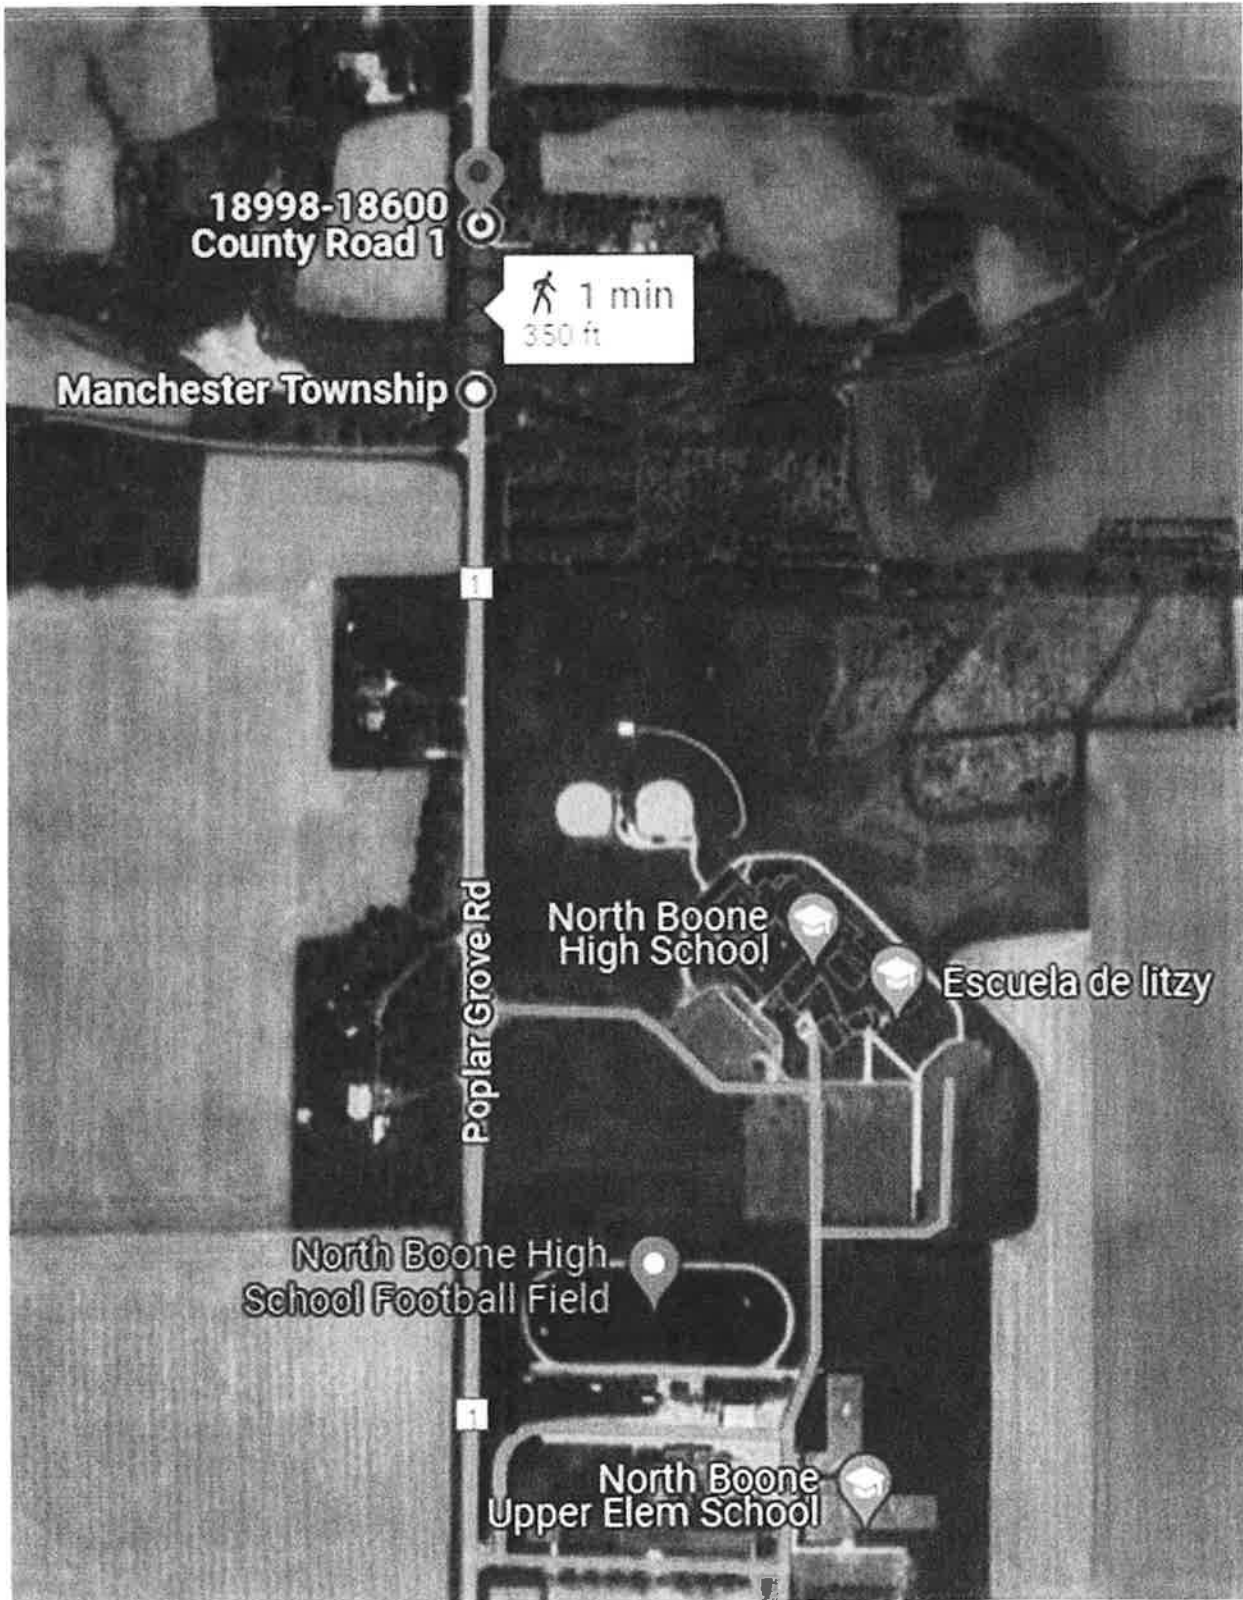 18998-18600
County Road 1
1 min
350 ft
Manchester Township
1
Poplar Grove Rd
North Boone
High School
Escuela de litzy
North Boone High
School Football Field
1
North Boone
Upper Elem School